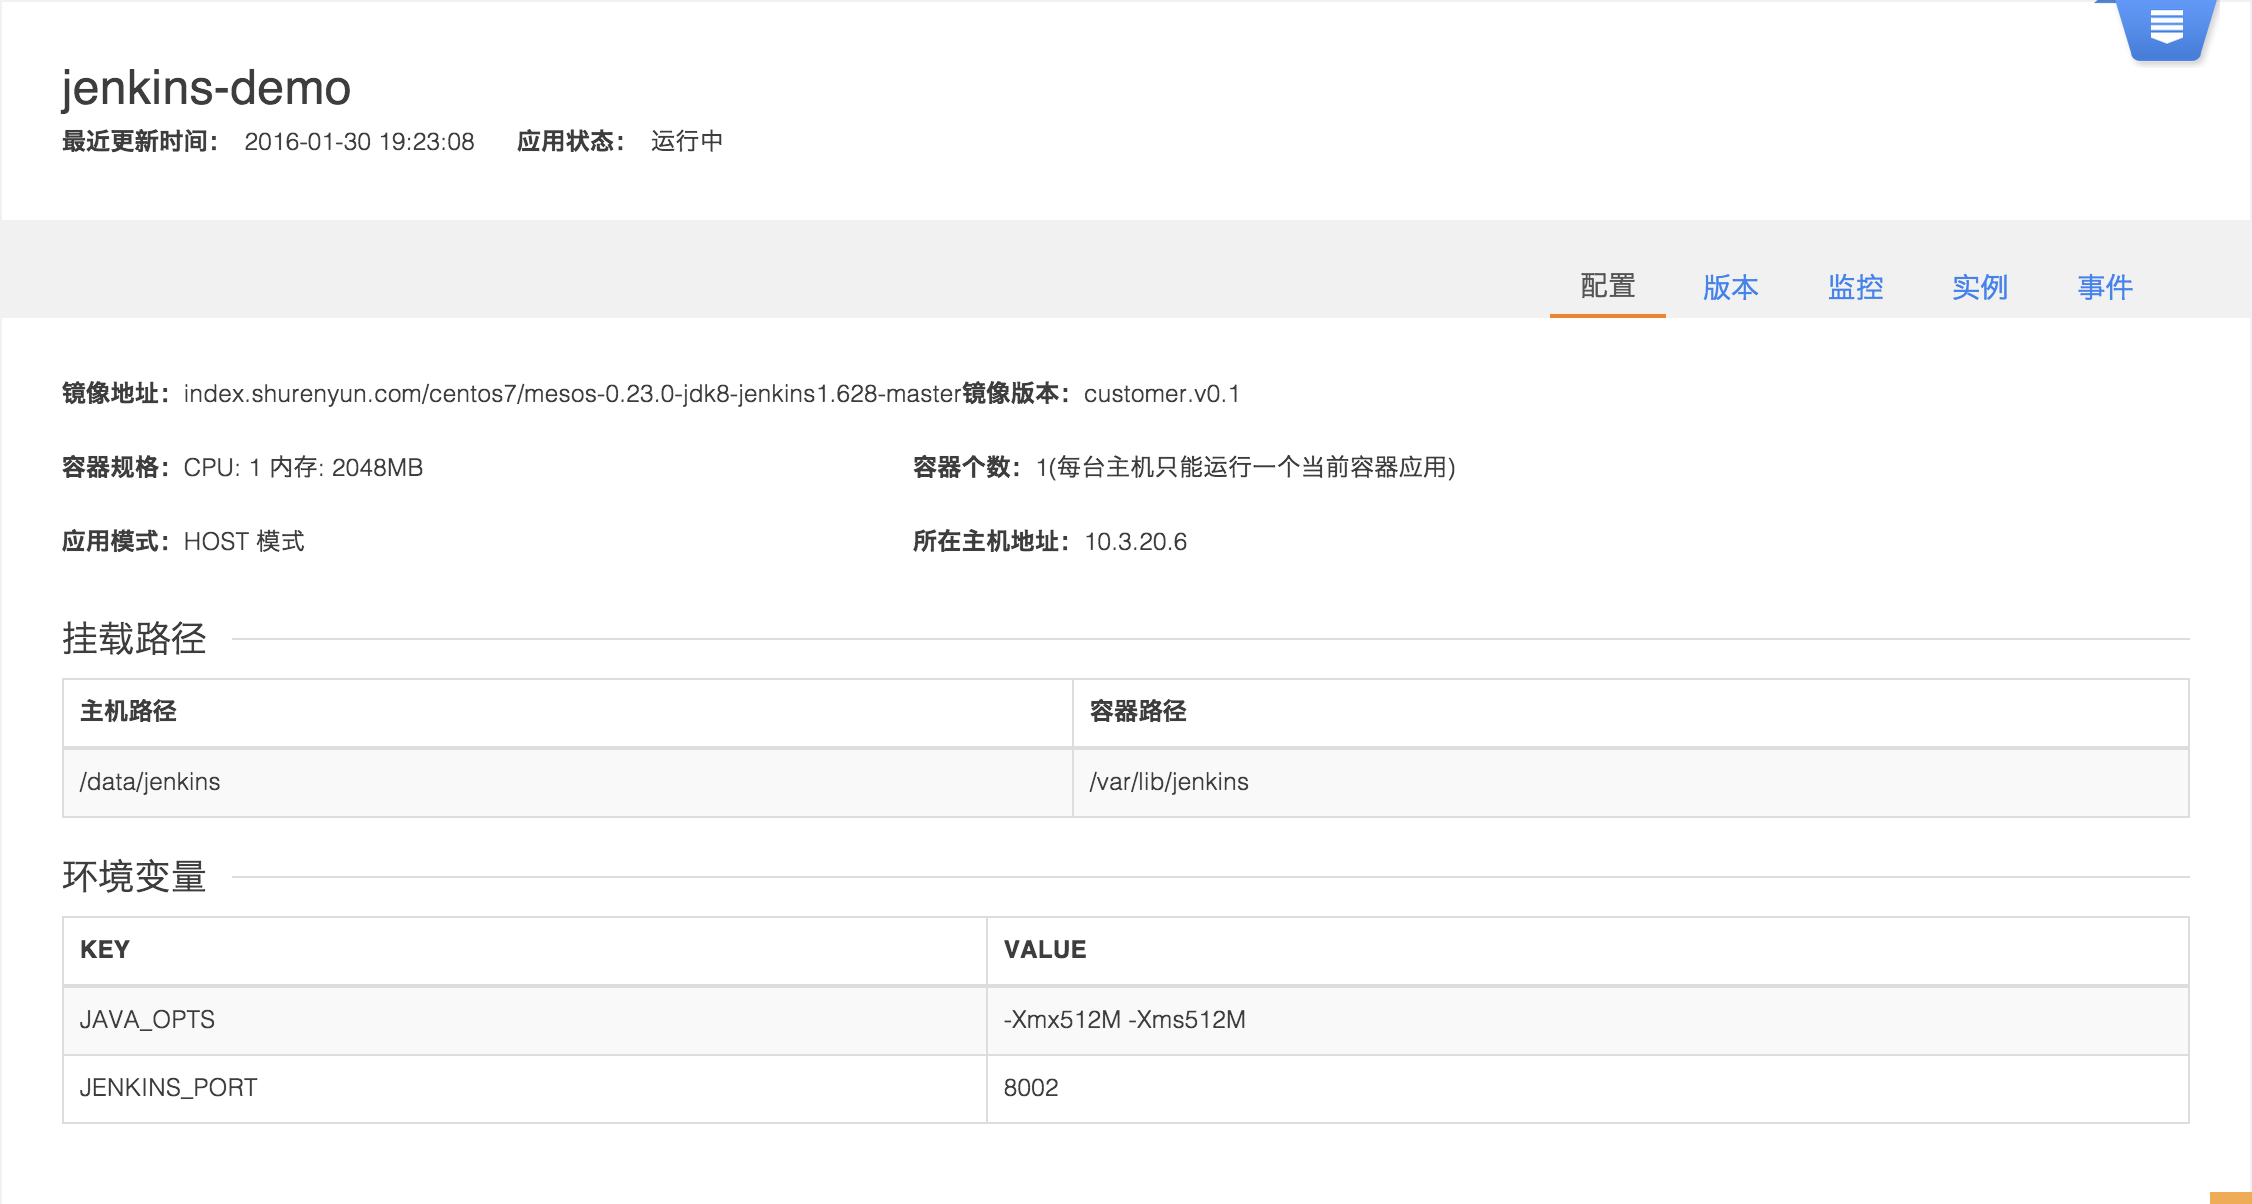 jenkins-demo
最近更新时间： 2016-01-30 19:23:08 应用状态： 运行中
配置 版本 监控 实例 事件
镜像地址：index.shurenyun.com/centos7/mesos-0.23.0-jdk8-jenkins1.628-master镜像版本：customer.v0.1
容器规格：CPU: 1 内存: 2048MB 容器个数：1(每台主机只能运行一个当前容器应用)
应用模式：HOST 模式 所在主机地址：10.3.20.6
挂载路径
主机路径 容器路径
/data/jenkins /var/lib/jenkins
环境变量
KEY VALUE
JAVA_OPTS -Xmx512M -Xms512M
JENKINS_PORT 8002